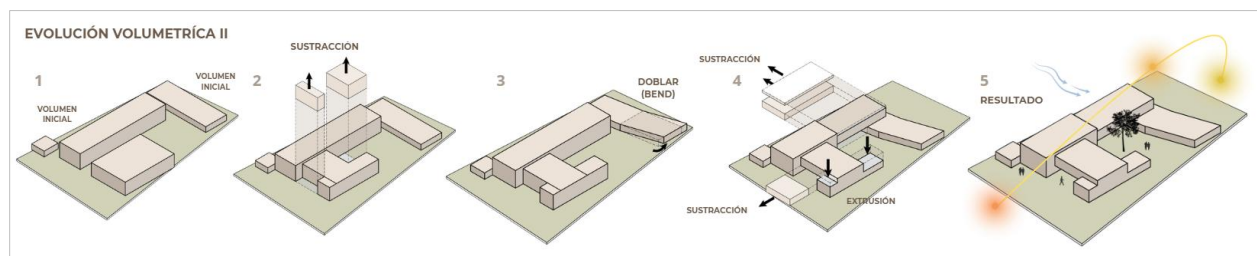 EVOLUCIÓN VOLUMETRÍCA II
1
VOLUMEN
INICIAL
VOLUMEN
INICIAL
2
SUSTRACCIÓN
3
DOBLAR
(BEND)
4
SUSTRACCIÓN
SUSTRACCIÓN
EXTRUSIÓN
5
RESULTADO